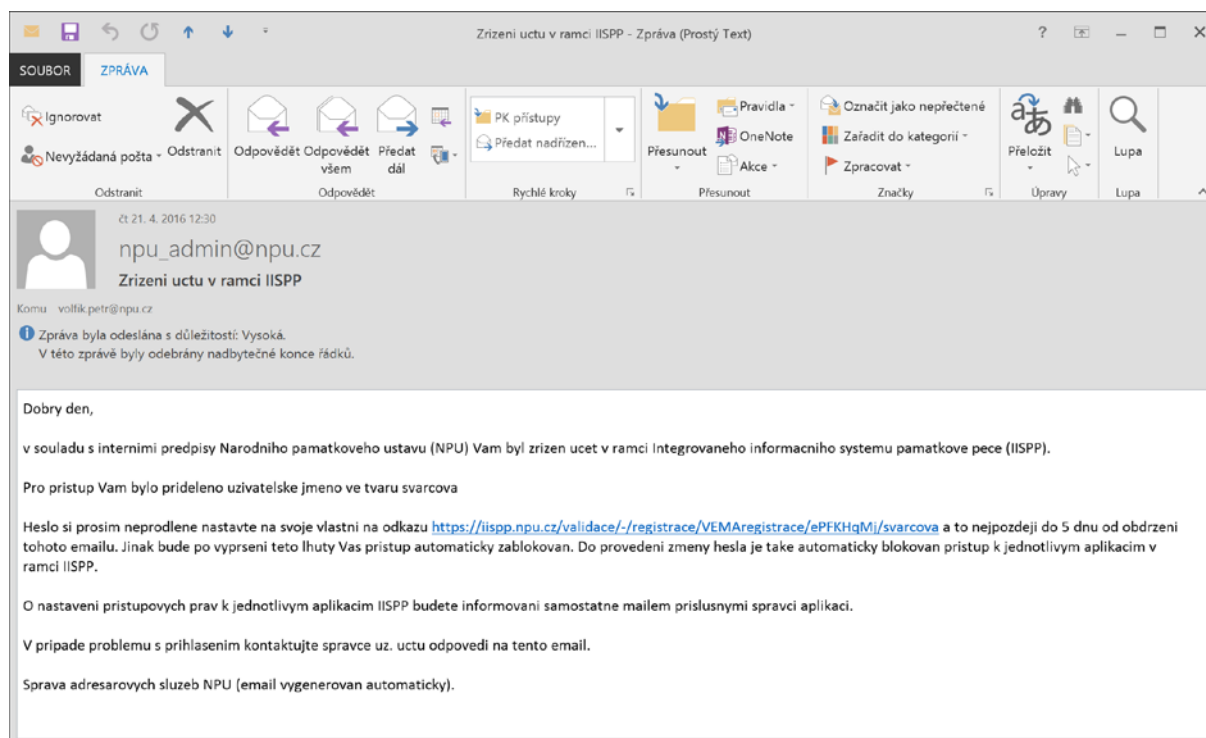 Zrizeni uctu v ramci IISPP - Zpráva (Prostý Text)
SOUBOR ZPRÁVA
Ignorovat
Nevyžádaná pošta
Odstranit
Odstranit
Odpovědět
Odpovědět všem
Předat dál
Odpovědět
PK přístupy
Předat nadřízen...
Rychlé kroky
Přesunout
Pravidla
OneNote
Akce
Přesunout
Označit jako nepřečtené
Zařadit do kategorií
Zpracovat
Značky
Přeložit
Úpravy
Lupa
Lupa
čt 21. 4. 2016 12:30
npu_admin@npu.cz
Zrizeni uctu v ramci IISPP
Komu volfik.petr@npu.cz
Zpráva byla odeslána s důležitostí: Vysoká.
V této zprávě byly odebrány nadbytečné konce řádků.
Dobry den,
v souladu s internimi predpisy Narodniho pamatkoveho ustavu (NPU) Vam byl zrizen ucet v ramci Integrovaneho informacniho systemu pamatkove pece (IISPP).
Pro pristup Vam bylo prideleno uzivatelske jmeno ve tvaru svarcova
Heslo si prosim neprodlene nastavte na svoje vlastni na odkazu https://iispp.npu.cz/validace/-/registrace/VEMAregistrace/ePFKHqMj/svarcova a to nejpozdeji do 5 dnu od obdrzeni
tohoto emailu. Jinak bude po vyprseni teto lhuty Vas pristup automaticky zablokovan. Do provedeni zmeny hesla je take automaticky blokovan pristup k jednotlivym aplikacim v
ramci IISPP.
O nastaveni pristupovych prav k jednotlivym aplikacim IISPP budete informovani samostatne mailem prislusnymi spravci aplikaci.
V pripade problemu s prihlasenim kontaktujte spravce uz. uctu odpovedi na tento email.
Sprava adresarovych sluzeb NPU (email vygenerovan automaticky).